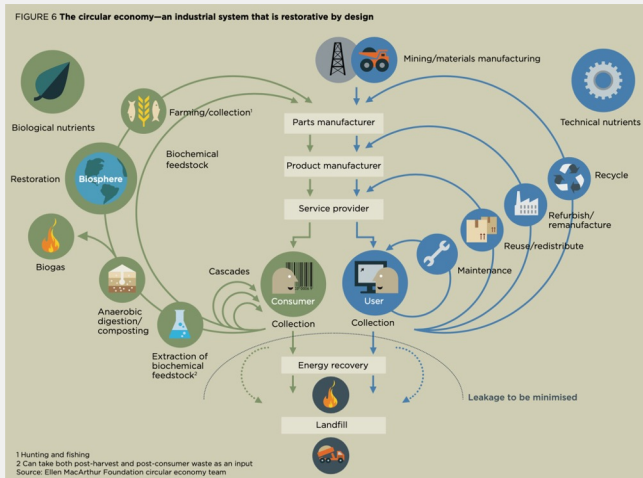 FIGURE 6 The circular economy—an industrial system that is restorative by design
Mining/materials manufacturing
Biological nutrients
Farming/collection¹
Technical nutrients
Parts manufacturer
Biochemical
feedstock
Product manufacturer
Restoration
Biosphere
Recycle
Service provider
Refurbish/
remanufacture
Reuse/redistribute
Biogas
Maintenance
Cascades
Anaerobic
digestion/
composting
Consumer
User
Collection
Collection
Extraction of
biochemical
feedstock²
Energy recovery
Leakage to be minimised
Landfill
1 Hunting and fishing
2 Can take both post-harvest and post-consumer waste as an input
Source: Ellen MacArthur Foundation circular economy team